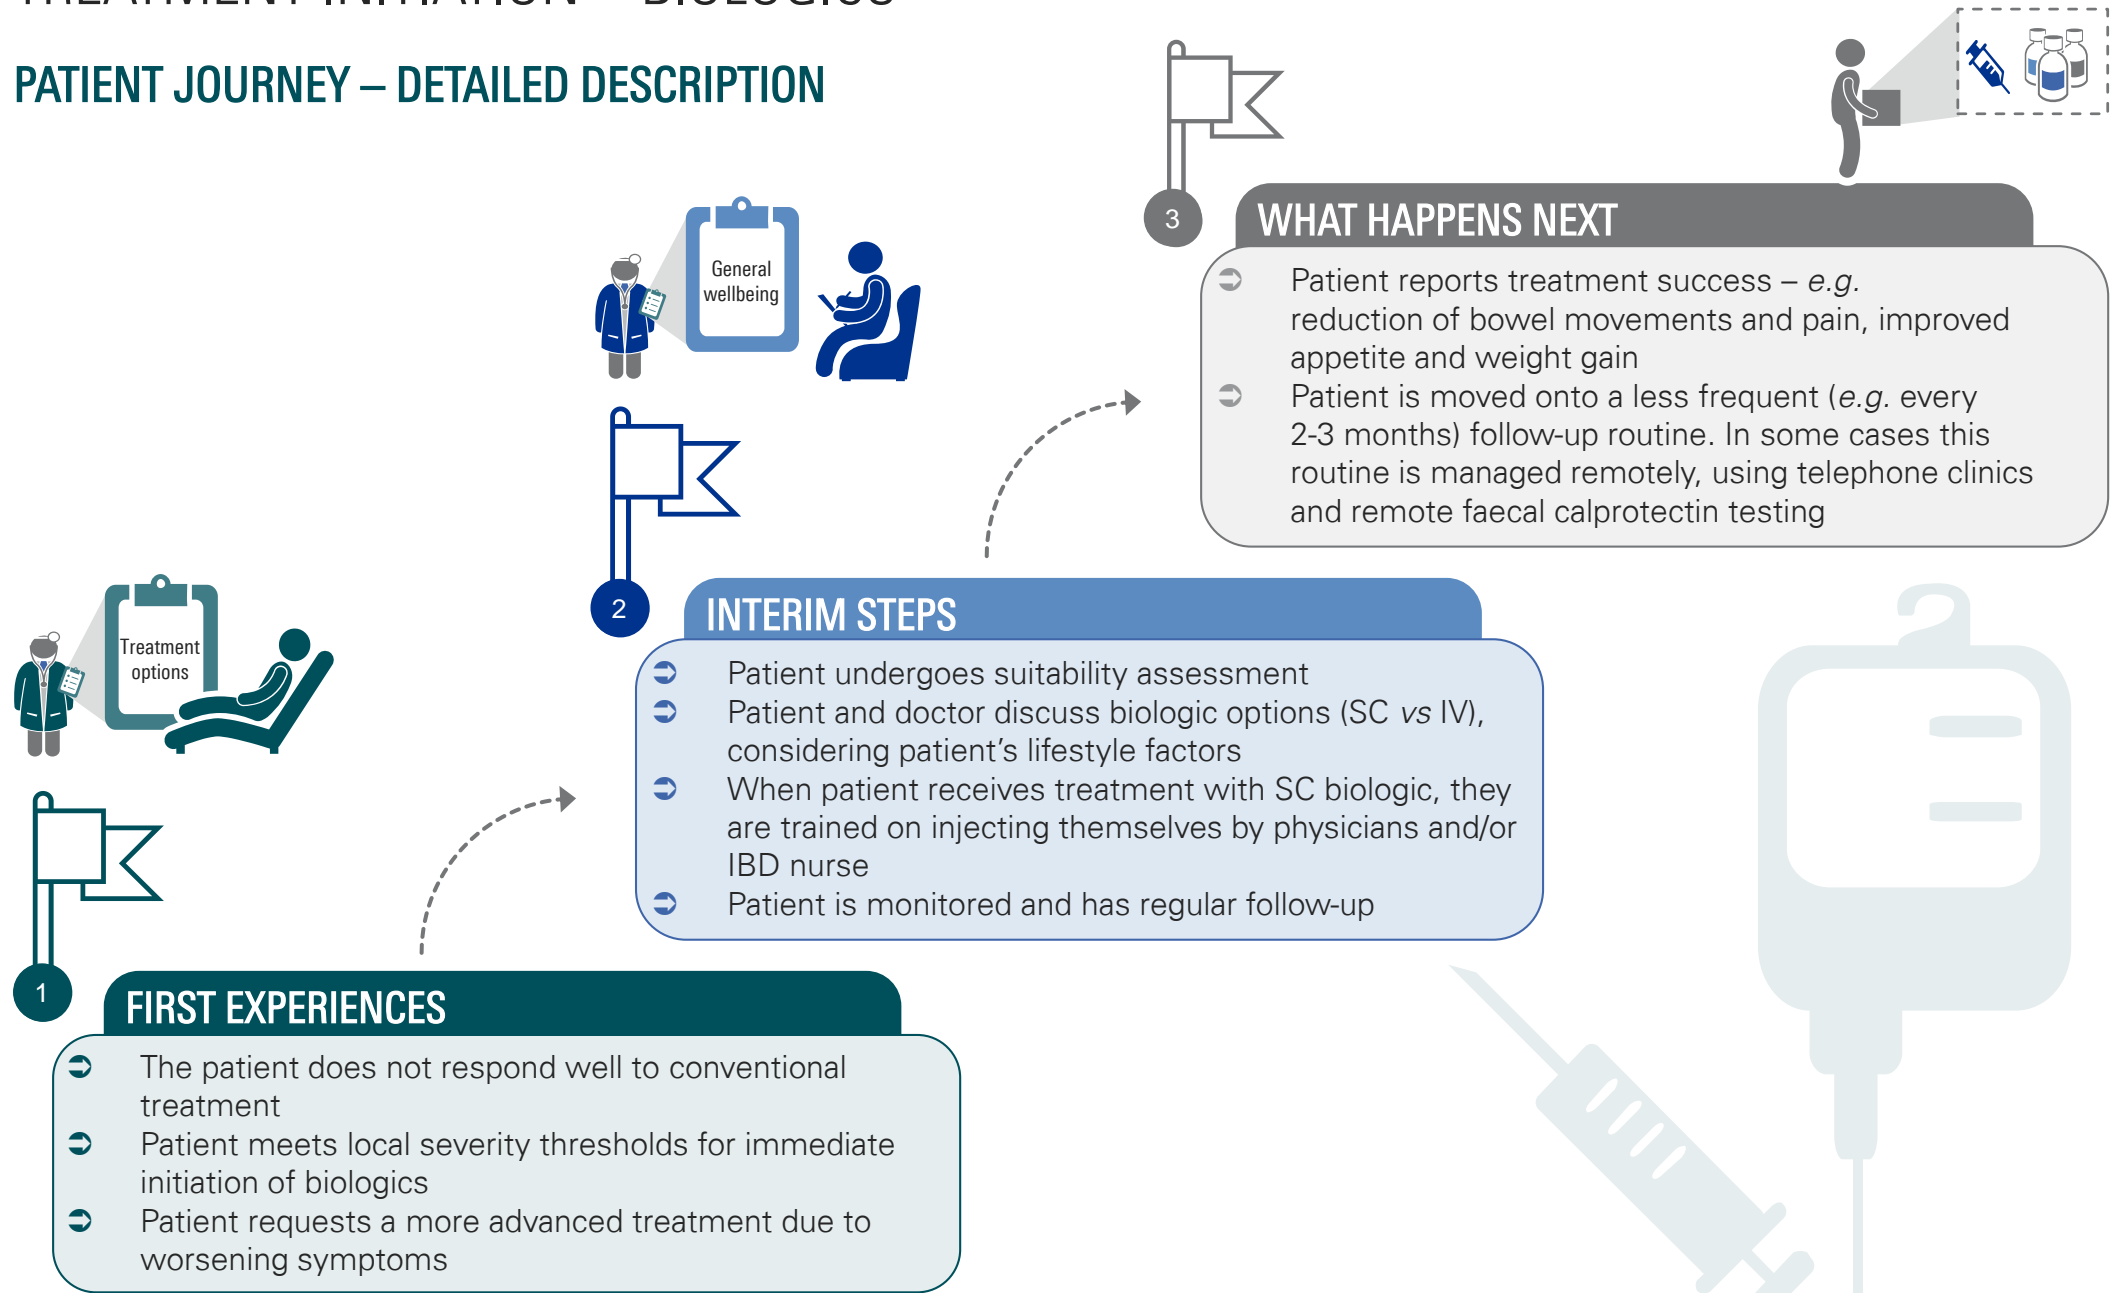 TREATMENT INITIATION – BIOLOGICS
PATIENT JOURNEY – DETAILED DESCRIPTION
3
WHAT HAPPENS NEXT
Patient reports treatment success – e.g.
reduction of bowel movements and pain, improved
appetite and weight gain
Patient is moved onto a less frequent (e.g. every
2-3 months) follow-up routine. In some cases this
routine is managed remotely, using telephone clinics
and remote faecal calprotectin testing
General
wellbeing
2
INTERIM STEPS
Patient undergoes suitability assessment
Patient and doctor discuss biologic options (SC vs IV),
considering patient’s lifestyle factors
When patient receives treatment with SC biologic, they
are trained on injecting themselves by physicians and/or
IBD nurse
Patient is monitored and has regular follow-up
Treatment
options
1
FIRST EXPERIENCES
The patient does not respond well to conventional
treatment
Patient meets local severity thresholds for immediate
initiation of biologics
Patient requests a more advanced treatment due to
worsening symptoms